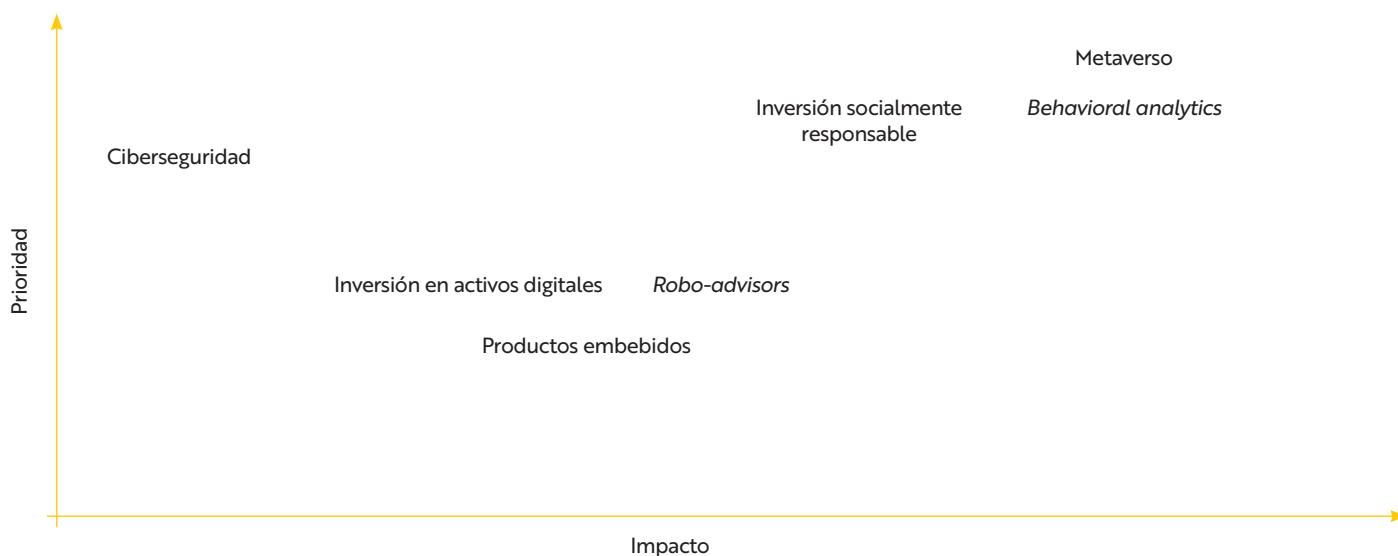 Metaverso
Inversión socialmente
responsable
Behavioral analytics
Ciberseguridad
Prioridad
Inversión en activos digitales
Robo-advisors
Productos embebidos
Impacto